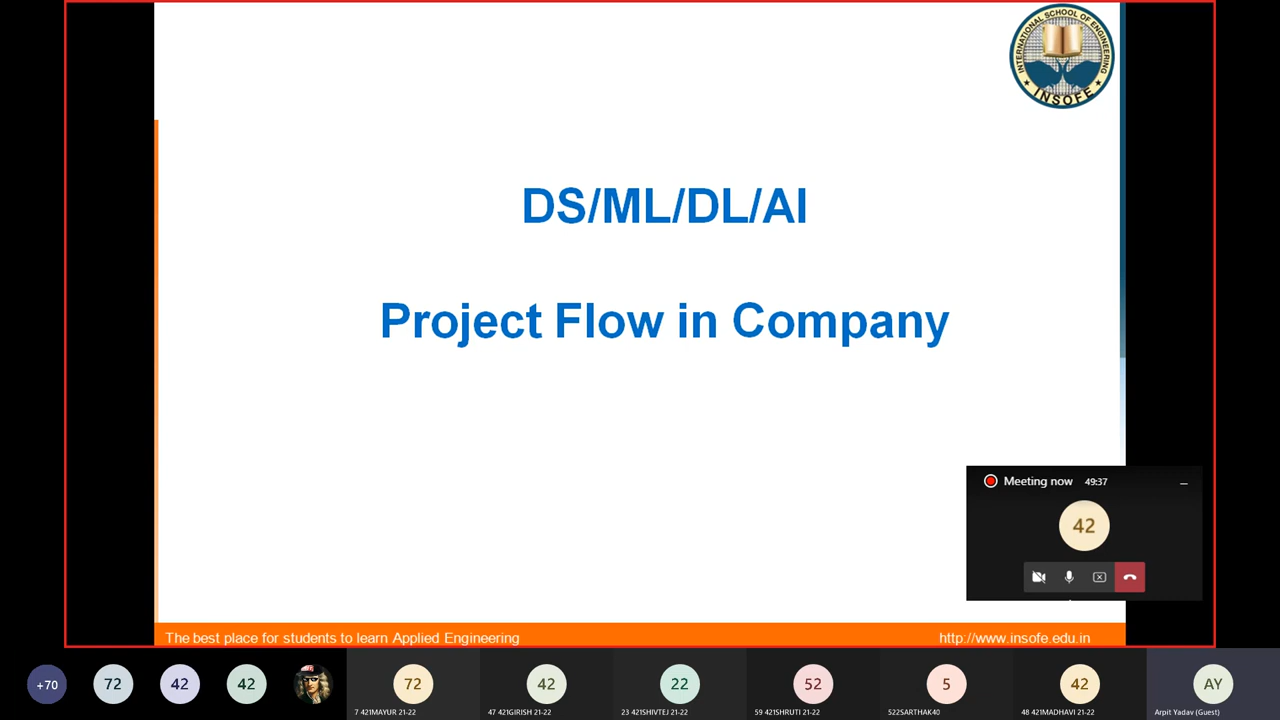 INTERNATIONAL SCHOOL OF ENGINEERING
INSOFE
DS/ML/DL/AI
Project Flow in Company
Meeting now 49:37
42
The best place for students to learn Applied Engineering
http://www.insofe.edu.in
+70
72
42
42
72
42
22
52
5
42
AY
7 421MAYUR 21-22
47 421GIRISH 21-22
23 421SHIVTEJ 21-22
59 421SHRUTI 21-22
522SARTHAK40
48 421MADHAVI 21-22
Arpit Yadav (Guest)